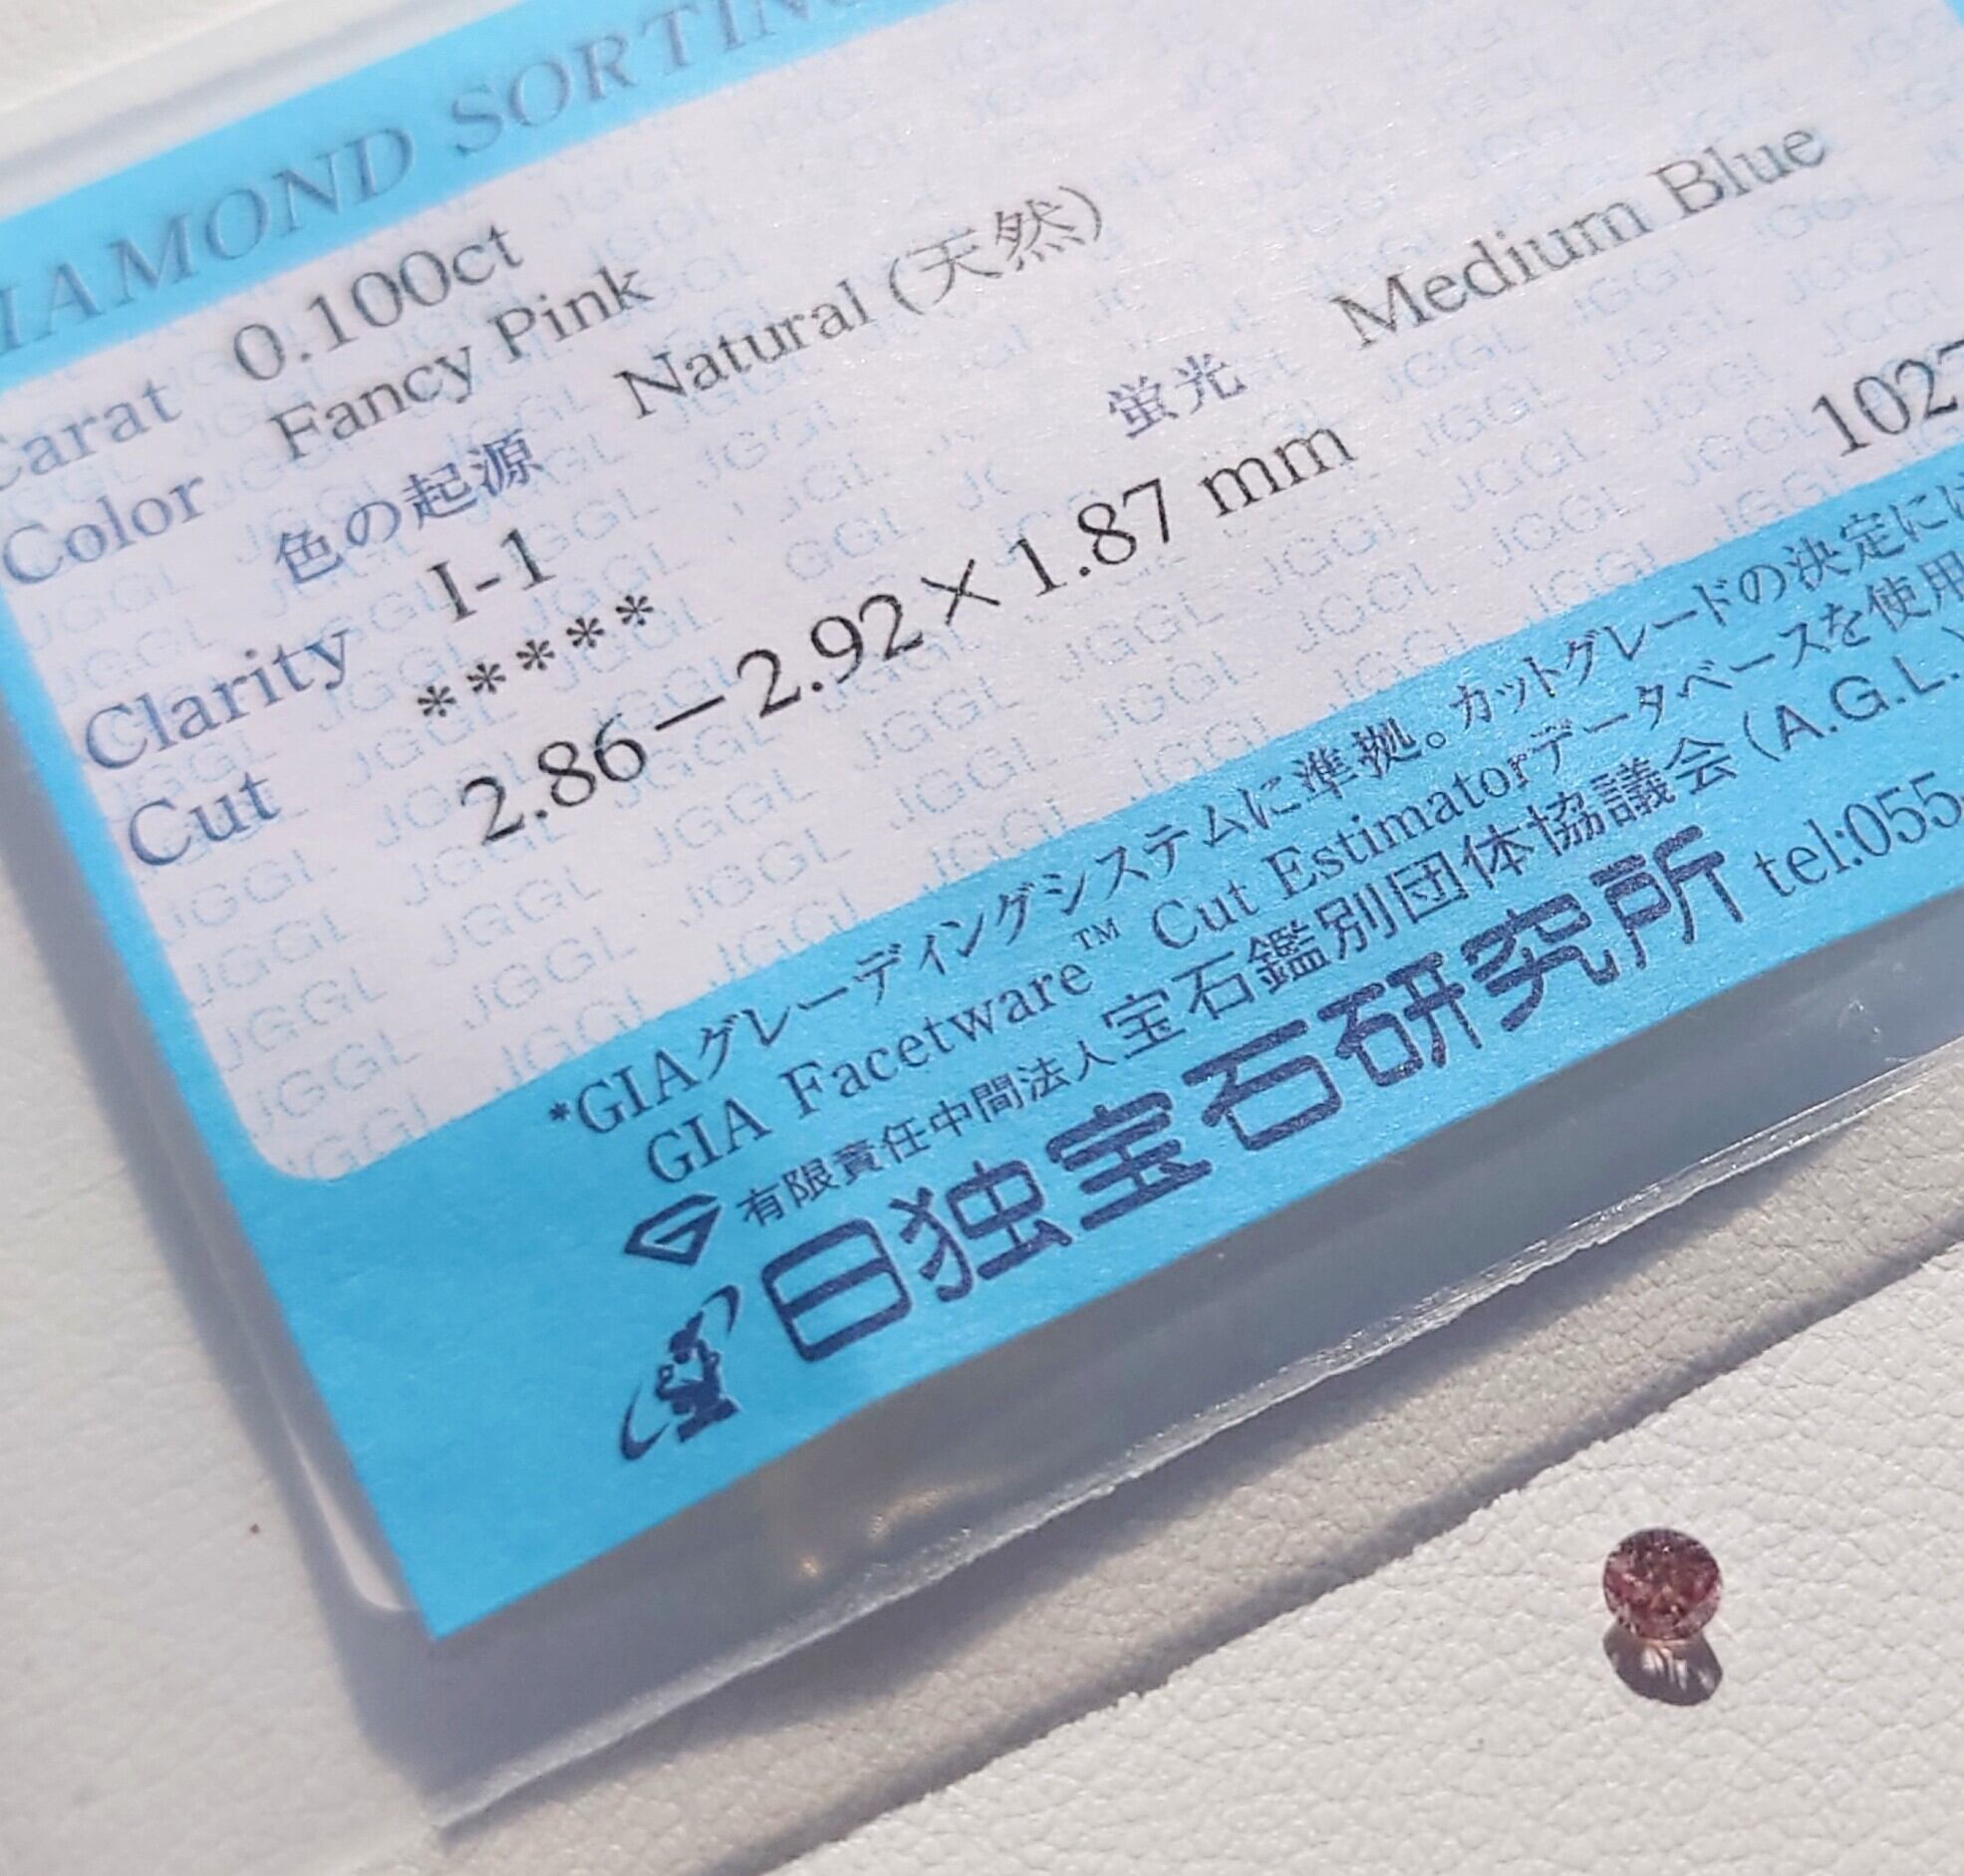 DIAMOND SORTING
Carat 0.100ct
Color Fancy Pink
色の起源 Natural (天然)
Clarity I-1 蛍光 Medium Blue
Cut *****
2.86－2.92×1.87 mm
1027
*GIAグレーディングシステムに準拠。カットグレードの決定には
GIA Facetware™ Cut Estimatorデータベースを使用
有限責任中間法人宝石鑑別団体協議会(A.G.L.)
日独宝石研究所 tel:055-